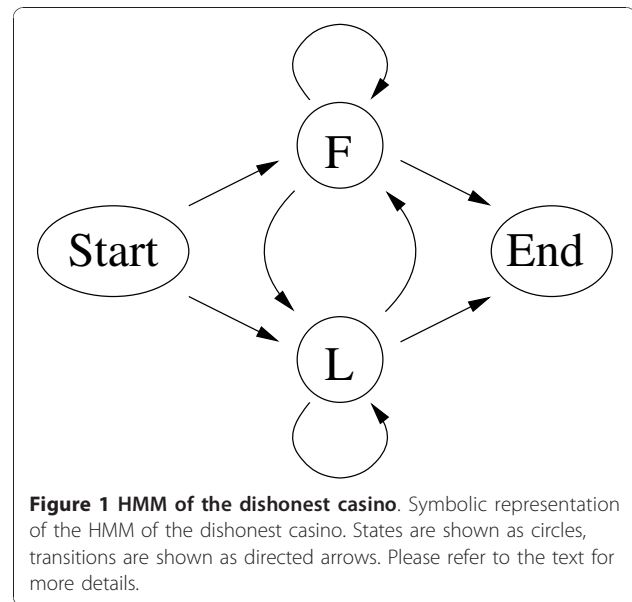 F
Start
End
L
Figure 1 HMM of the dishonest casino. Symbolic representation
of the HMM of the dishonest casino. States are shown as circles,
transitions are shown as directed arrows. Please refer to the text for
more details.